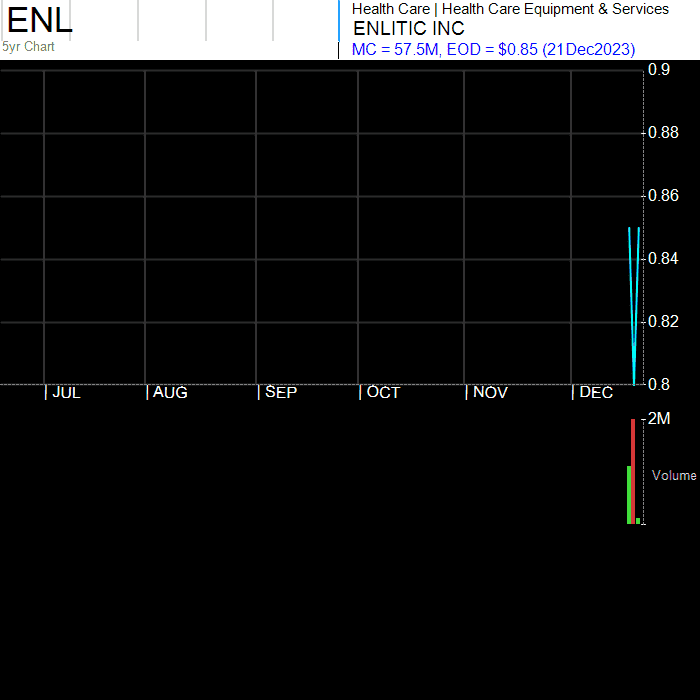 ENL
5yr Chart
Health Care | Health Care Equipment & Services
ENLITIC INC
MC = 57.5M, EOD = $0.85 (21Dec2023)
0.9
0.88
0.86
0.84
0.82
0.8
JUL
AUG
SEP
OCT
NOV
DEC
2M
Volume